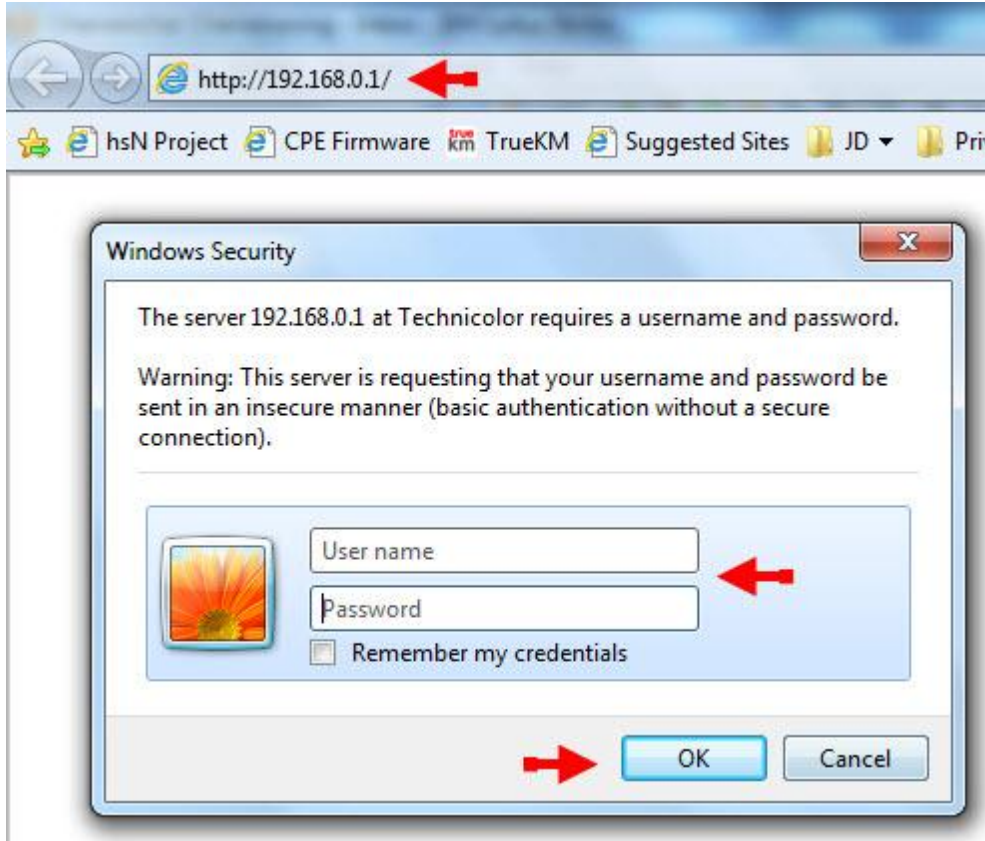 http://192.168.0.1/
hsN Project CPE Firmware true km TrueKM Suggested Sites JD
Windows Security
The server 192.168.0.1 at Technicolor requires a username and password.
Warning: This server is requesting that your username and password be
sent in an insecure manner (basic authentication without a secure
connection).
User name
Password
Remember my credentials
OK Cancel